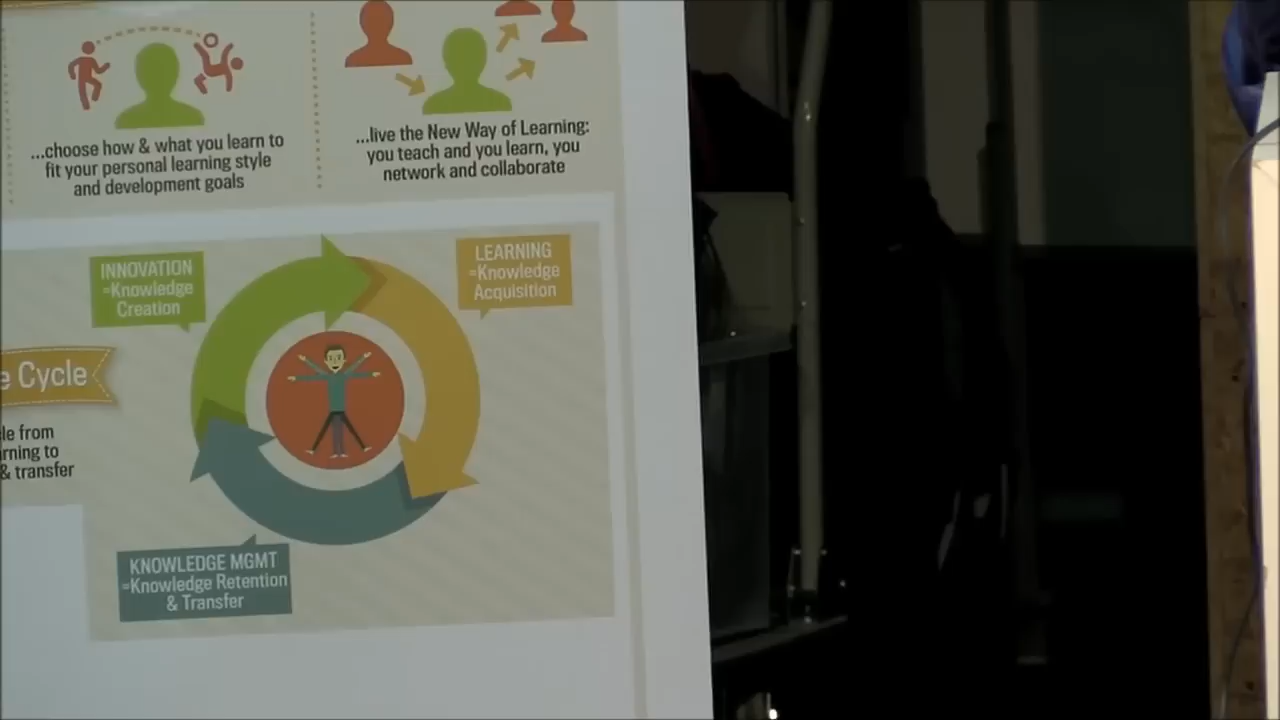 ...choose how & what you learn to
fit your personal learning style
and development goals
...live the New Way of Learning:
you teach and you learn, you
network and collaborate
INNOVATION
=Knowledge
Creation
LEARNING
=Knowledge
Acquisition
e Cycle
le from
rning to
& transfer
KNOWLEDGE MGMT
=Knowledge Retention
& Transfer